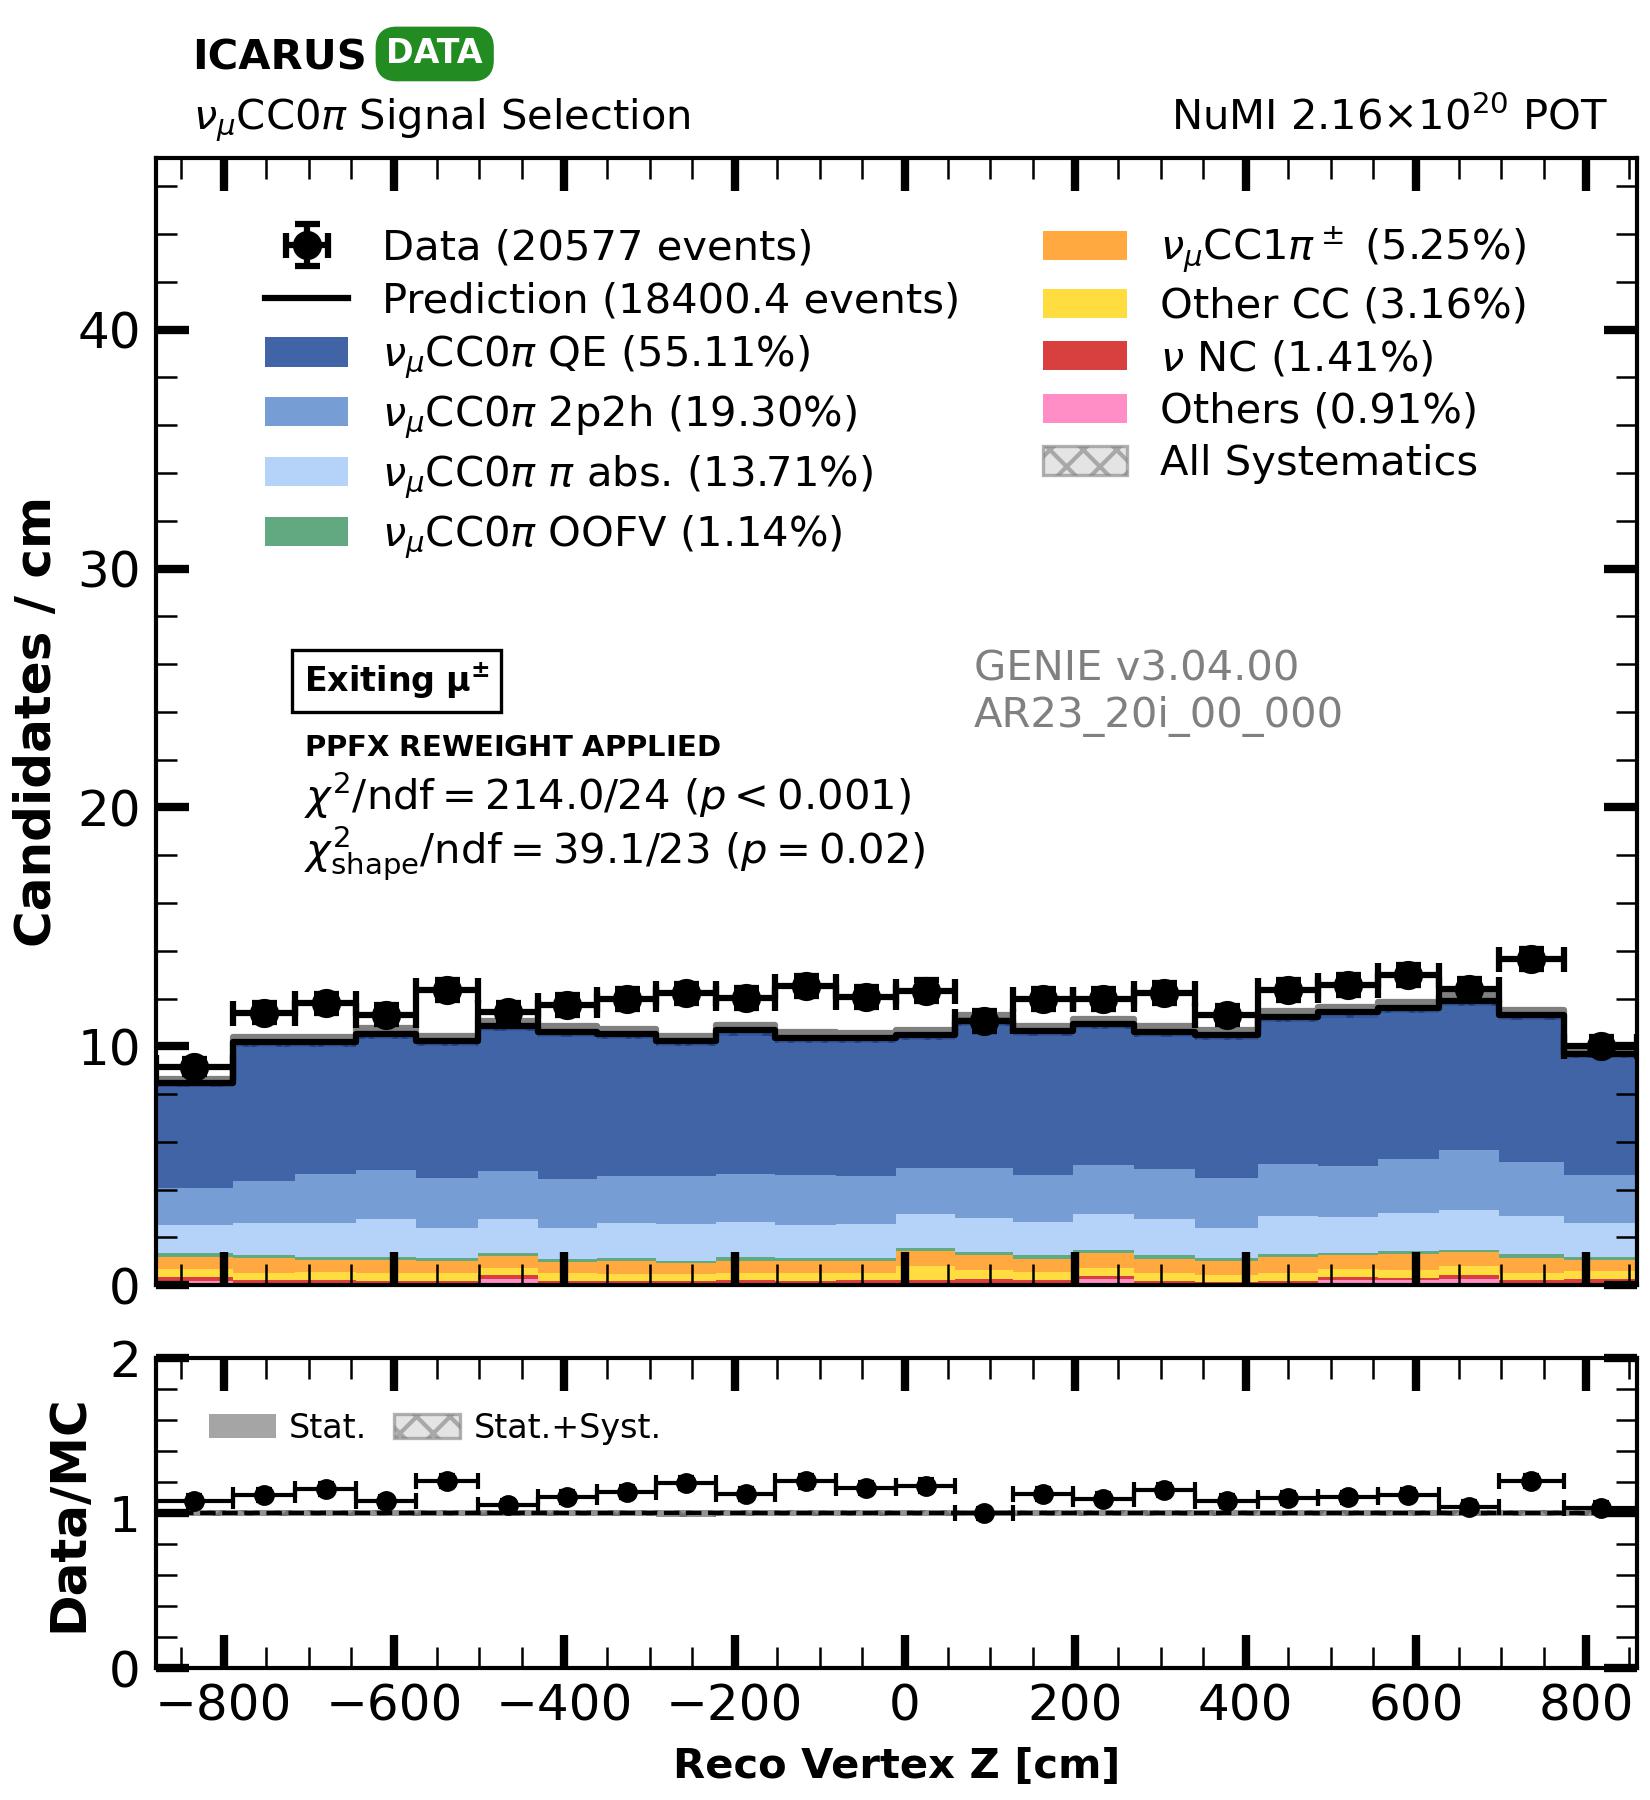 ICARUS DATA
νμCC0π Signal Selection
NuMI 2.16×10²⁰ POT
Data (20577 events)
Prediction (18400.4 events)
νμCC0π QE (55.11%)
νμCC0π 2p2h (19.30%)
νμCC0π π abs. (13.71%)
νμCC0π OOFV (1.14%)
νμCC1π± (5.25%)
Other CC (3.16%)
ν NC (1.41%)
Others (0.91%)
All Systematics
Exiting μ±
PPFX REWEIGHT APPLIED
χ²/ndf = 214.0/24 (p < 0.001)
χ²shape/ndf = 39.1/23 (p = 0.02)
GENIE v3.04.00
AR23_20i_00_000
Candidates / cm
40
30
20
10
0
Data/MC
2
1
0
Stat.
Stat.+Syst.
−800 −600 −400 −200 0 200 400 600 800
Reco Vertex Z [cm]